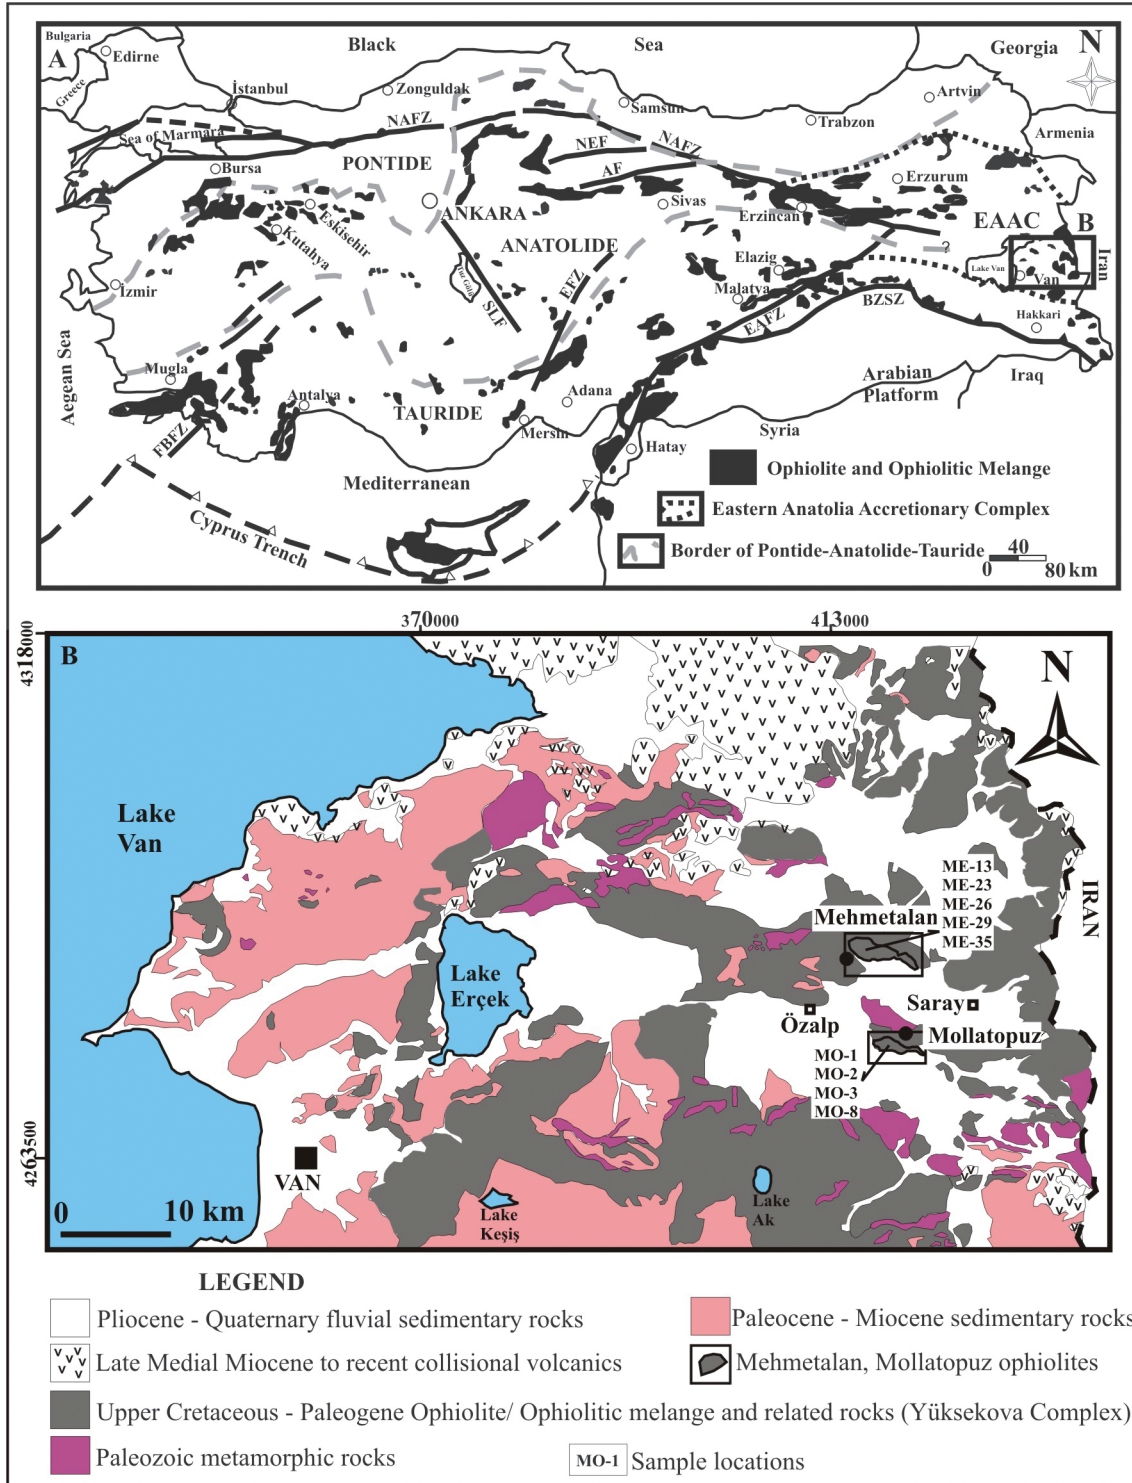 Bulgaria
A
Edirne
Greece
Black
Sea
Georgia
N
İstanbul
Zonguldak
Samsun
Artvin
Trabzon
Armenia
Sea of Marmara
NAFZ
NEF
NAFZ
AF
Bursa
PONTIDE
Erzurum
Eskisehir
ANKARA
Sivas
Erzincan
EAAC
B
Kutahya
ANATOLIDE
?
Elazig
Lake Van
Van
Iran
İzmir
Tuz Gölü
SLF
EFZ
Malatya
EAFZ
BZSZ
Hakkari
Aegean Sea
Mugla
Antalya
TAURIDE
Adana
Mersin
Arabian
Platform
Iraq
Syria
FBFZ
Hatay
Mediterranean
Cyprus Trench
Ophiolite and Ophiolitic Melange
Eastern Anatolia Accretionary Complex
Border of Pontide-Anatolide-Tauride
40
0 80 km
370000
413000
4318000
B
N
Lake
Van
IRAN
ME-13
ME-23
ME-26
ME-29
ME-35
Mehmetalan
Lake
Erçek
Özalp
Saray
Mollatopuz
MO-1
MO-2
MO-3
MO-8
4263500
VAN
Lake
Keşiş
Lake
Ak
0 10 km
LEGEND
Pliocene - Quaternary fluvial sedimentary rocks
Paleocene - Miocene sedimentary rocks
Late Medial Miocene to recent collisional volcanics
Mehmetalan, Mollatopuz ophiolites
Upper Cretaceous - Paleogene Ophiolite/ Ophiolitic melange and related rocks (Yüksekova Complex)
Paleozoic metamorphic rocks
MO-1 Sample locations